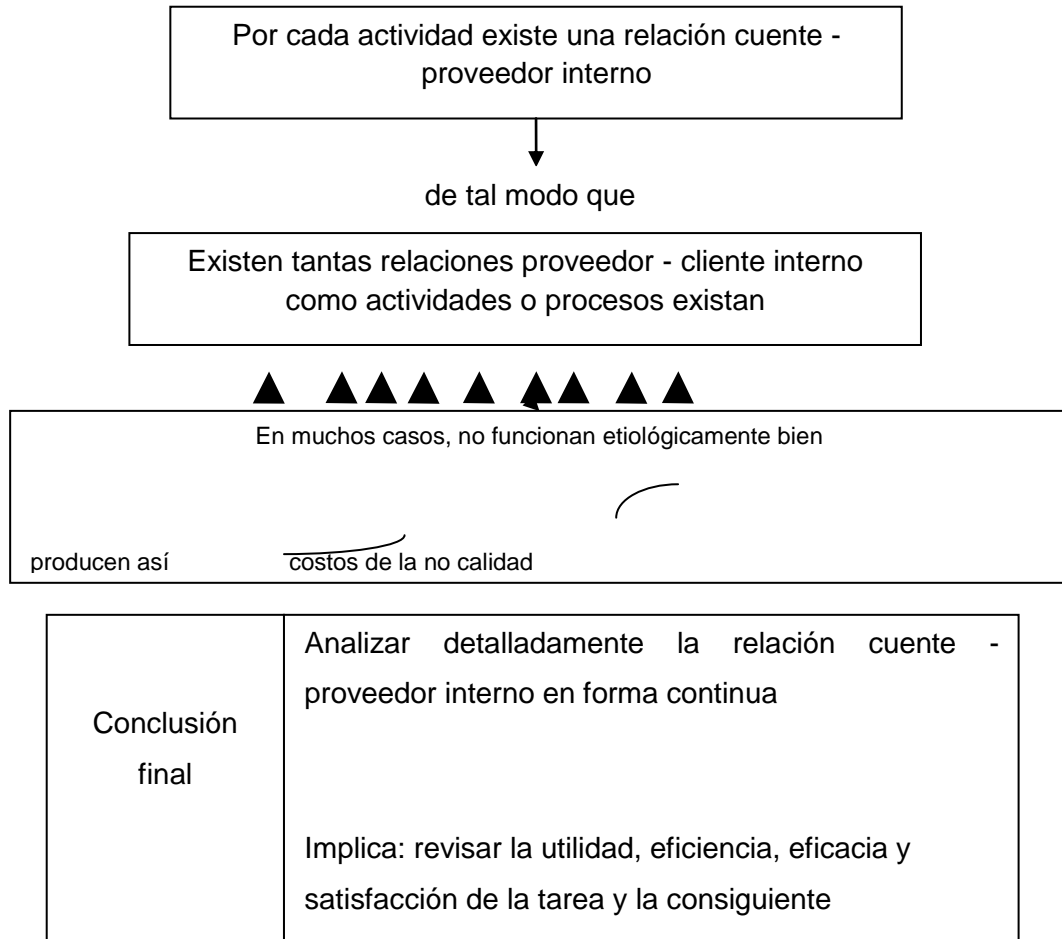 Por cada actividad existe una relación cuente -
proveedor interno
de tal modo que
Existen tantas relaciones proveedor - cliente interno
como actividades o procesos existan
En muchos casos, no funcionan etiológicamente bien
producen así costos de la no calidad
Conclusión
final
Analizar detalladamente la relación cuente -
proveedor interno en forma continua
Implica: revisar la utilidad, eficiencia, eficacia y
satisfacción de la tarea y la consiguiente